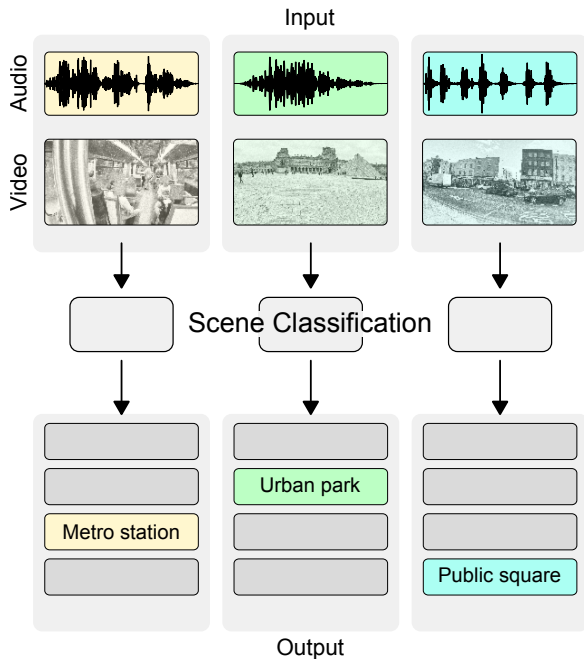 Input
Audio
Video
Scene Classification
Urban park
Metro station
Public square
Output